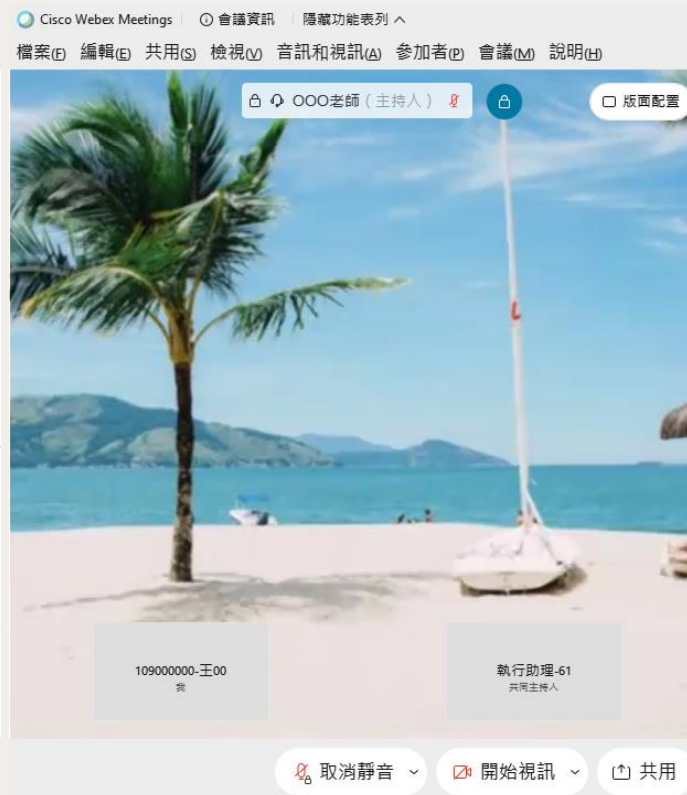 Cisco Webex Meetings 會議資訊 隱藏功能表列
檔案(F) 編輯(E) 共用(S) 檢視(V) 音訊和視訊(A) 參加者(P) 會議(M) 說明(H)
OOO老師（主持人） 版面配置
109000000-王00
我
執行助理-61
共同主持人
取消靜音 開始視訊 共用